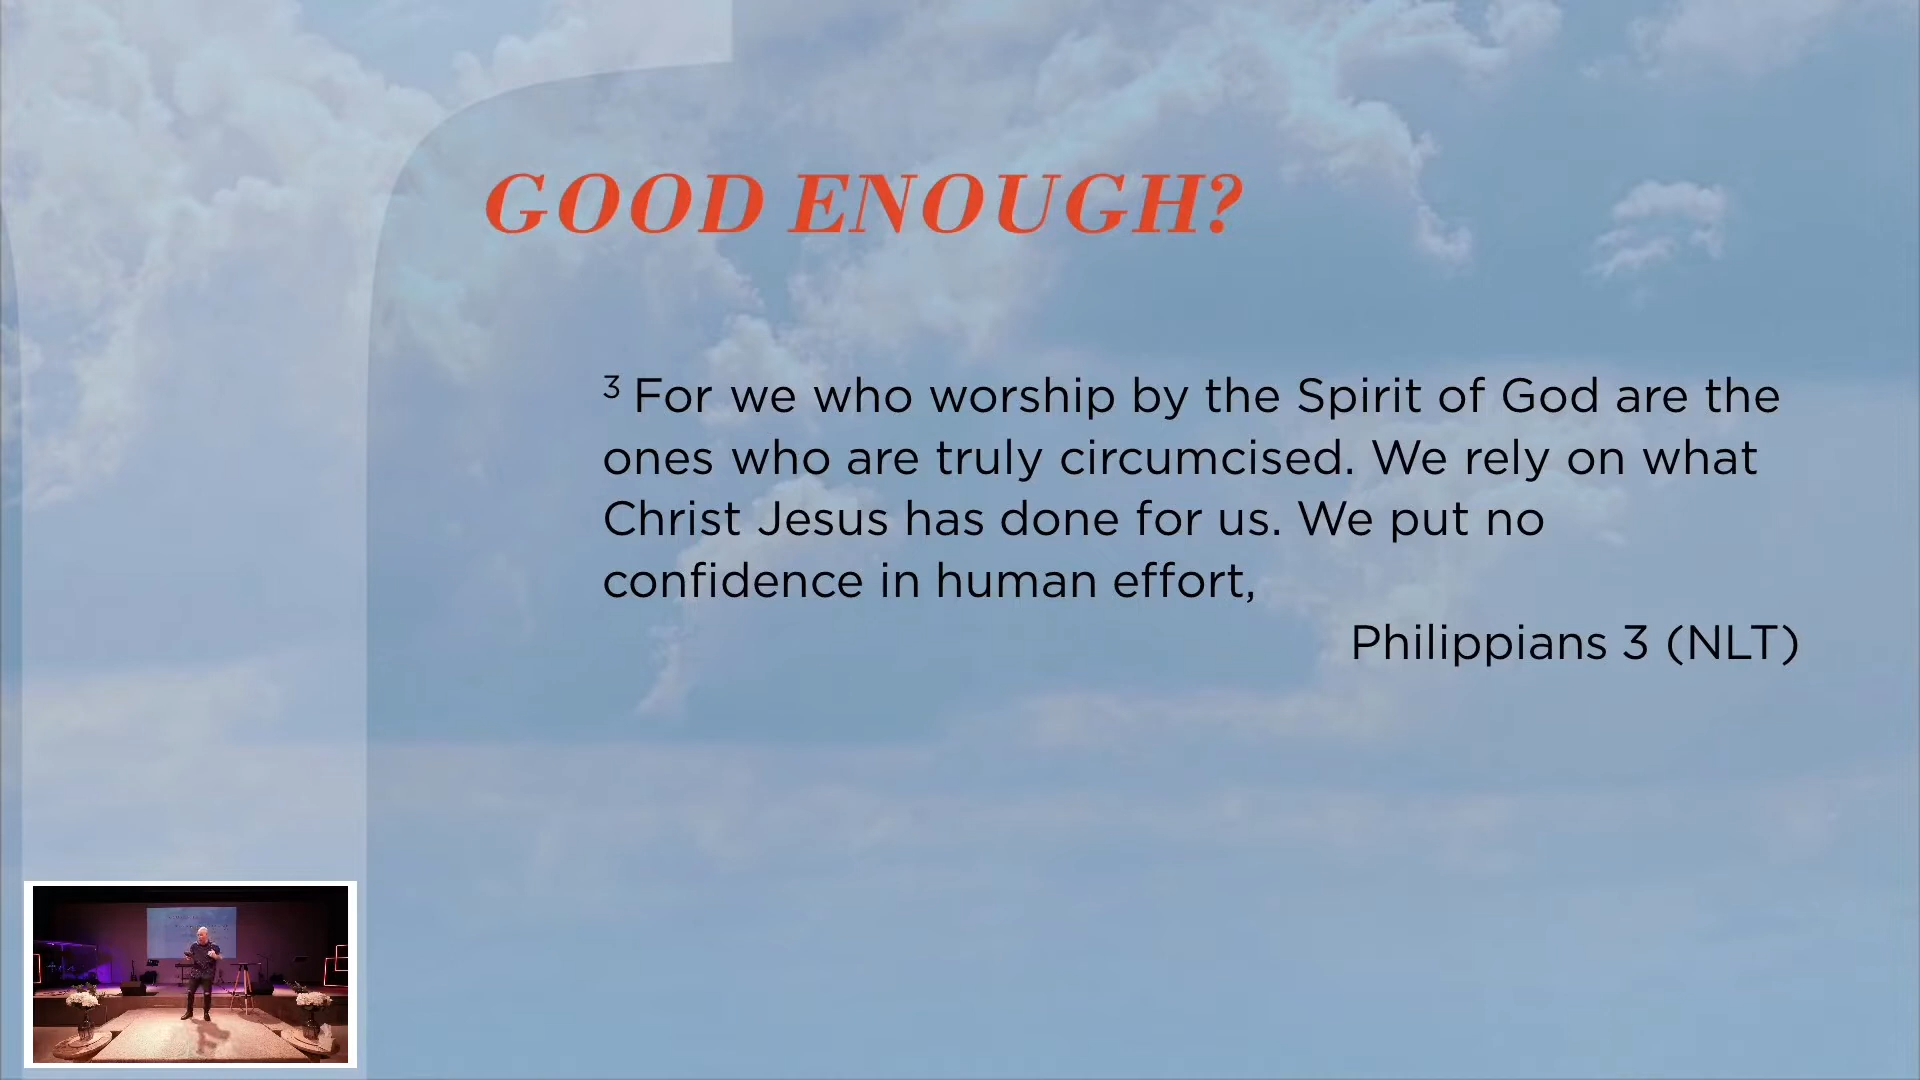 GOOD ENOUGH?
3 For we who worship by the Spirit of God are the
ones who are truly circumcised. We rely on what
Christ Jesus has done for us. We put no
confidence in human effort,
Philippians 3 (NLT)